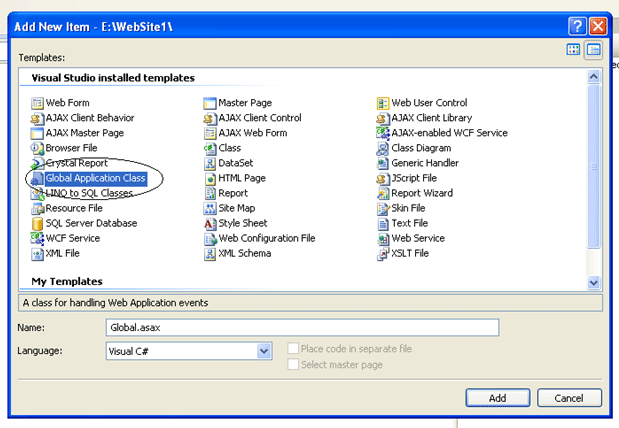 Add New Item - E:\WebSite1\
Templates:
Visual Studio installed templates
Web Form Master Page Web User Control
AJAX Client Behavior AJAX Client Control AJAX Client Library
AJAX Master Page AJAX Web Form AJAX-enabled WCF Service
Browser File Class Class Diagram
Crystal Report DataSet Generic Handler
Global Application Class HTML Page JScript File
LINQ to SQL Classes Report Report Wizard
Resource File Site Map Skin File
SQL Server Database Style Sheet Text File
WCF Service Web Configuration File Web Service
XML File XML Schema XSLT File
My Templates
A class for handling Web Application events
Name: Global.asax
Language: Visual C# Place code in separate file
Select master page
Add Cancel